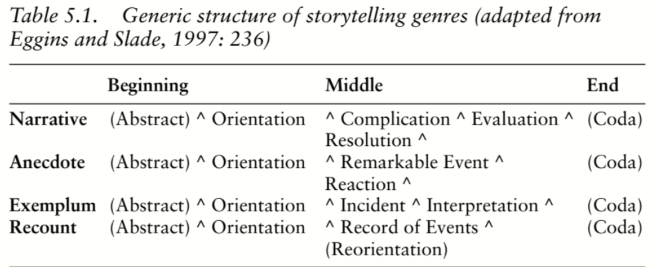 Table 5.1. Generic structure of storytelling genres (adapted from
Eggins and Slade, 1997: 236)
Beginning Middle End
Narrative (Abstract) ^ Orientation ^ Complication ^ Evaluation ^ (Coda)
Resolution ^
Anecdote (Abstract) ^ Orientation ^ Remarkable Event ^ (Coda)
Reaction ^
Exemplum (Abstract) ^ Orientation ^ Incident ^ Interpretation ^ (Coda)
Recount (Abstract) ^ Orientation ^ Record of Events ^ (Coda)
(Reorientation)